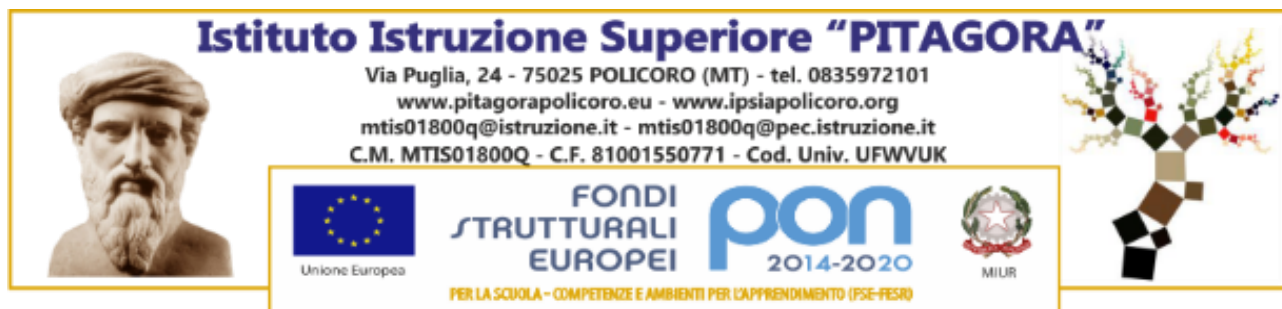 Istituto Istruzione Superiore “PITAGORA”
Via Puglia, 24 - 75025 POLICORO (MT) - tel. 0835972101
www.pitagorapolicoro.eu - www.ipsiapolicoro.org
mtis01800q@istruzione.it - mtis01800q@pec.istruzione.it
C.M. MTIS01800Q - C.F. 81001550771 - Cod. Univ. UFWVUK
Unione Europea
FONDI
STRUTTURALI
EUROPEI
pon
2014-2020
MIUR
PER LA SCUOLA - COMPETENZE E AMBIENTI PER L'APPRENDIMENTO (FSE-FESR)